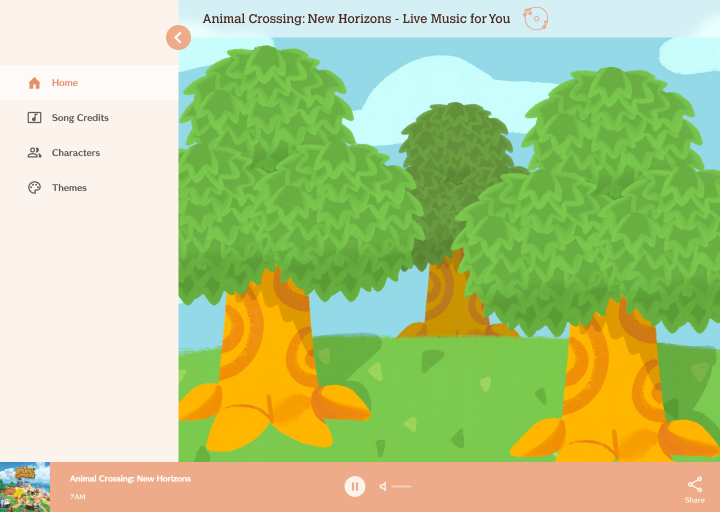 Animal Crossing: New Horizons - Live Music for You
Home
Song Credits
Characters
Themes
Animal Crossing: New Horizons
7AM
Share